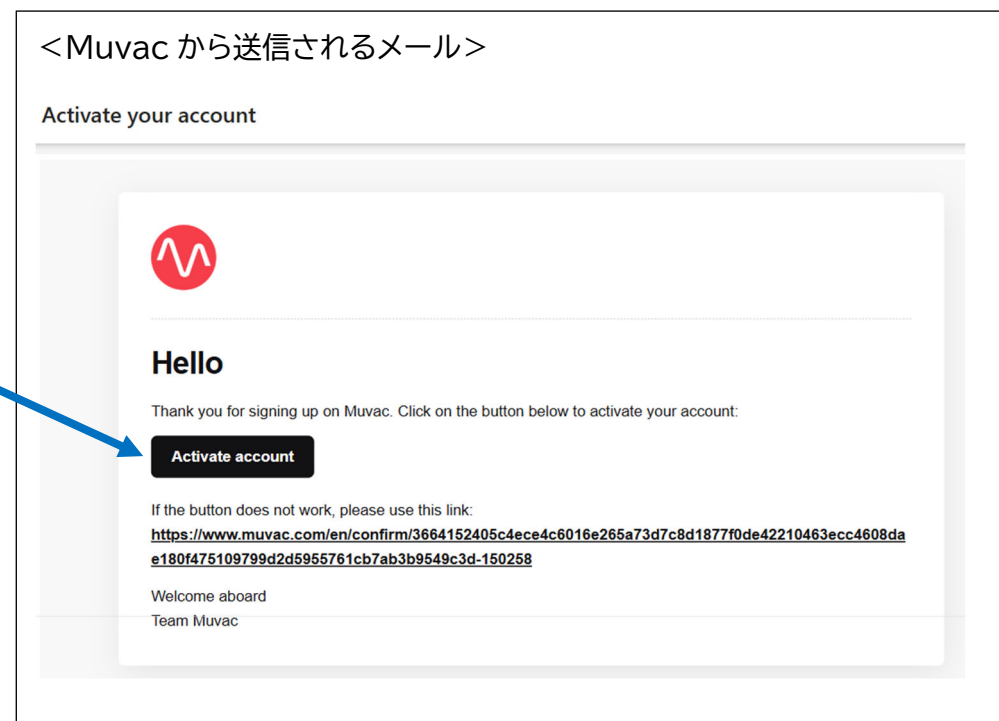 <Muvac から送信されるメール>
Activate your account
Hello
Thank you for signing up on Muvac. Click on the button below to activate your account:
Activate account
If the button does not work, please use this link:
https://www.muvac.com/en/confirm/3664152405c4ece4c6016e265a73d7c8d1877f0de42210463ecc4608da
e180f475109799d2d5955761cb7ab3b9549c3d-150258
Welcome aboard
Team Muvac